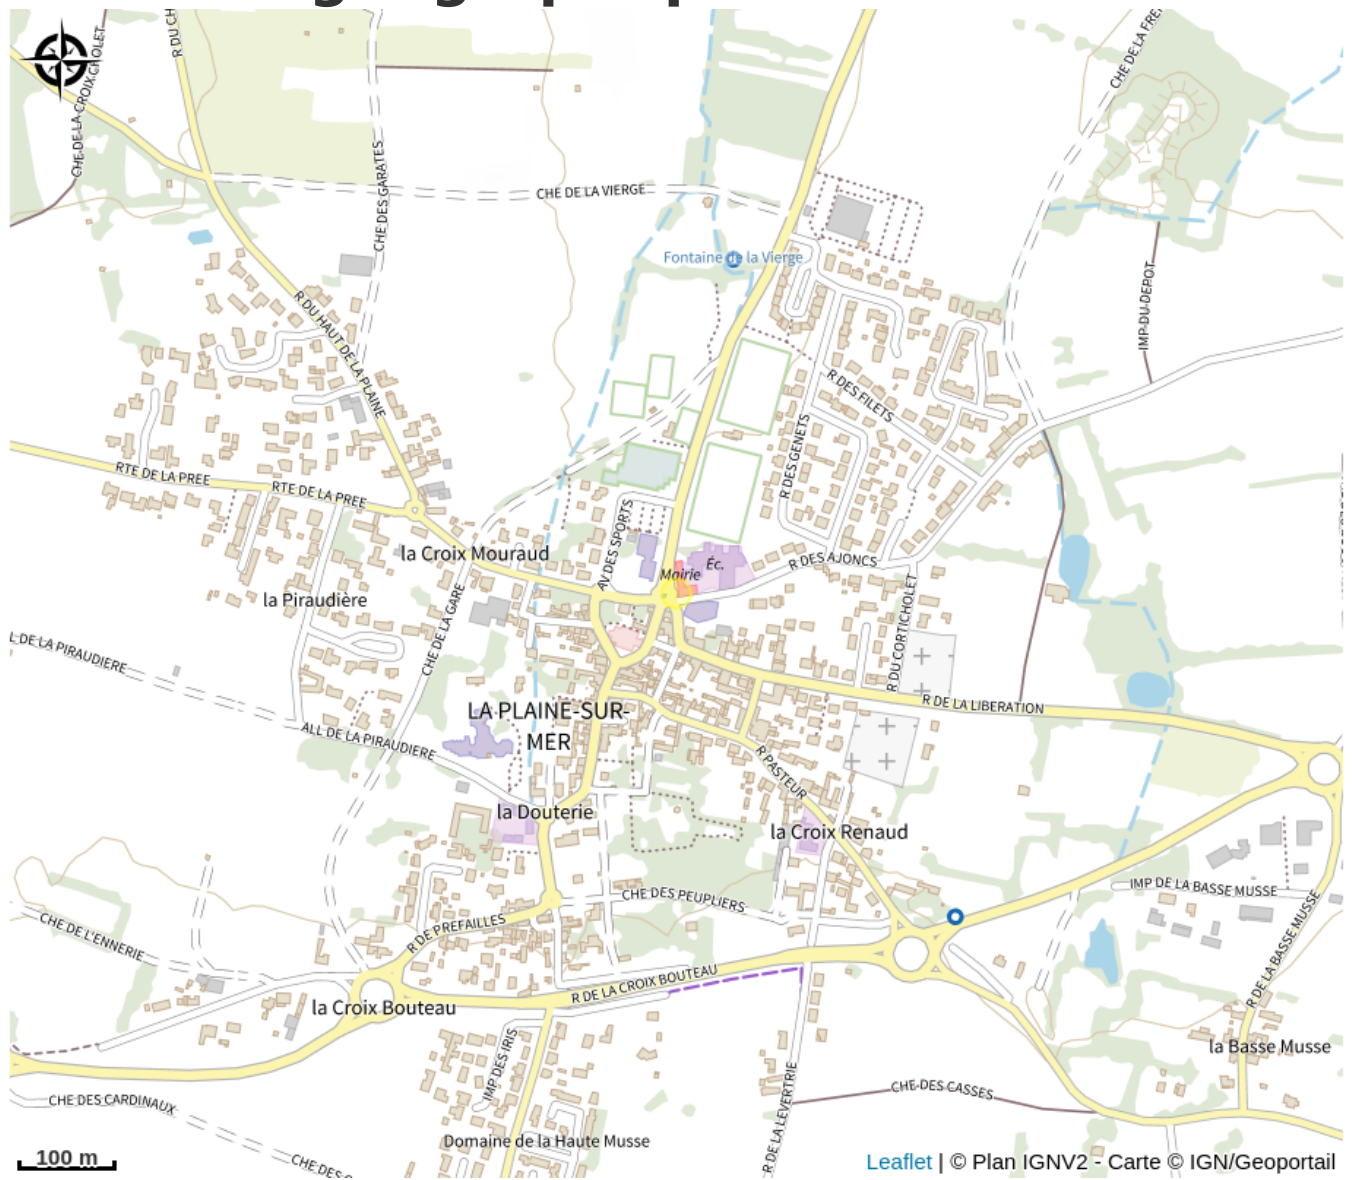 R DU CH
CHE DE LA CROIX CHOLET
CHE DE LA FRE
CHE DES GARATES
CHE DE LA VIERGE
Fontaine de la Vierge
IMP DU DEPOT
R DU HAUT DE LA PLAINE
R DES FILETS
R DES GENETS
RTE DE LA PREE
RTE DE LA PREE
AV DES SPORTS
la Croix Mouraud
Éc.
Mairie
R DES AJONCS
la Piraudière
CHE DE LA GARE
R DU CORTICHOLET
L DE LA PIRAUDIERE
R DE LA LIBERATION
LA PLAINE-SUR-
MER
ALL DE LA PIRAUDIERE
R PASTEUR
la Douterie
la Croix Renaud
CHE DES PEUPLIERS
IMP DE LA BASSE MUSSE
CHE DE L'ENNERIE
R DE PREFAILLES
R DE LA BASSE MUSSE
R DE LA CROIX BOUTEAU
la Croix Bouteau
la Basse Musse
IMP DES IRIS
R DE LA LEVERTRIE
CHE DES CASSES
CHE DES CARDINAUX
Domaine de la Haute Musse
CHE DES
100 m
Leaflet | © Plan IGNV2 - Carte © IGN/Geoportail